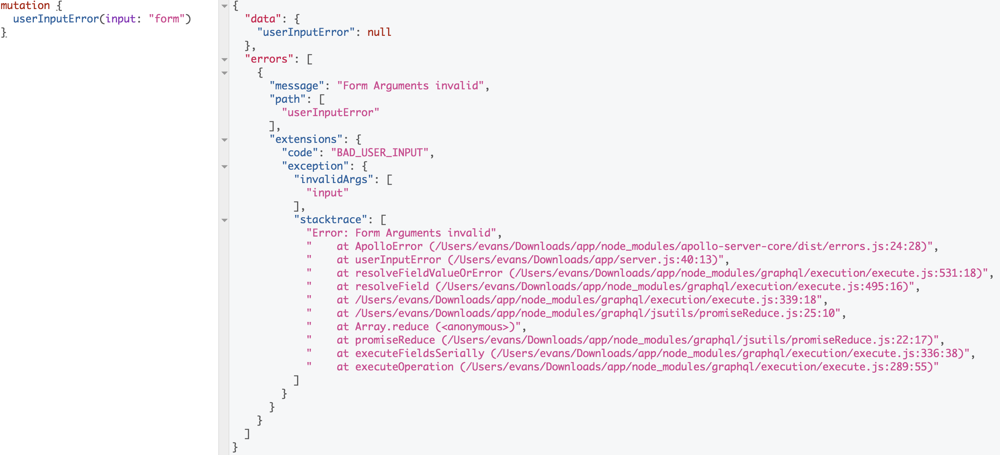 mutation {
  userInputError(input: "form")
}
{
  "data": {
    "userInputError": null
  },
  "errors": [
    {
      "message": "Form Arguments invalid",
      "path": [
        "userInputError"
      ],
      "extensions": {
        "code": "BAD_USER_INPUT",
        "exception": {
          "invalidArgs": [
            "input"
          ],
          "stacktrace": [
            "Error: Form Arguments invalid",
            "    at ApolloError (/Users/evans/Downloads/app/node_modules/apollo-server-core/dist/errors.js:24:28)",
            "    at userInputError (/Users/evans/Downloads/app/server.js:40:13)",
            "    at resolveFieldValueOrError (/Users/evans/Downloads/app/node_modules/graphql/execution/execute.js:531:18)",
            "    at resolveField (/Users/evans/Downloads/app/node_modules/graphql/execution/execute.js:495:16)",
            "    at /Users/evans/Downloads/app/node_modules/graphql/execution/execute.js:339:18",
            "    at /Users/evans/Downloads/app/node_modules/graphql/jsutils/promiseReduce.js:25:10",
            "    at Array.reduce (<anonymous>)",
            "    at promiseReduce (/Users/evans/Downloads/app/node_modules/graphql/jsutils/promiseReduce.js:22:17)",
            "    at executeFieldsSerially (/Users/evans/Downloads/app/node_modules/graphql/execution/execute.js:336:38)",
            "    at executeOperation (/Users/evans/Downloads/app/node_modules/graphql/execution/execute.js:289:55)"
          ]
        }
      }
    }
  ]
}